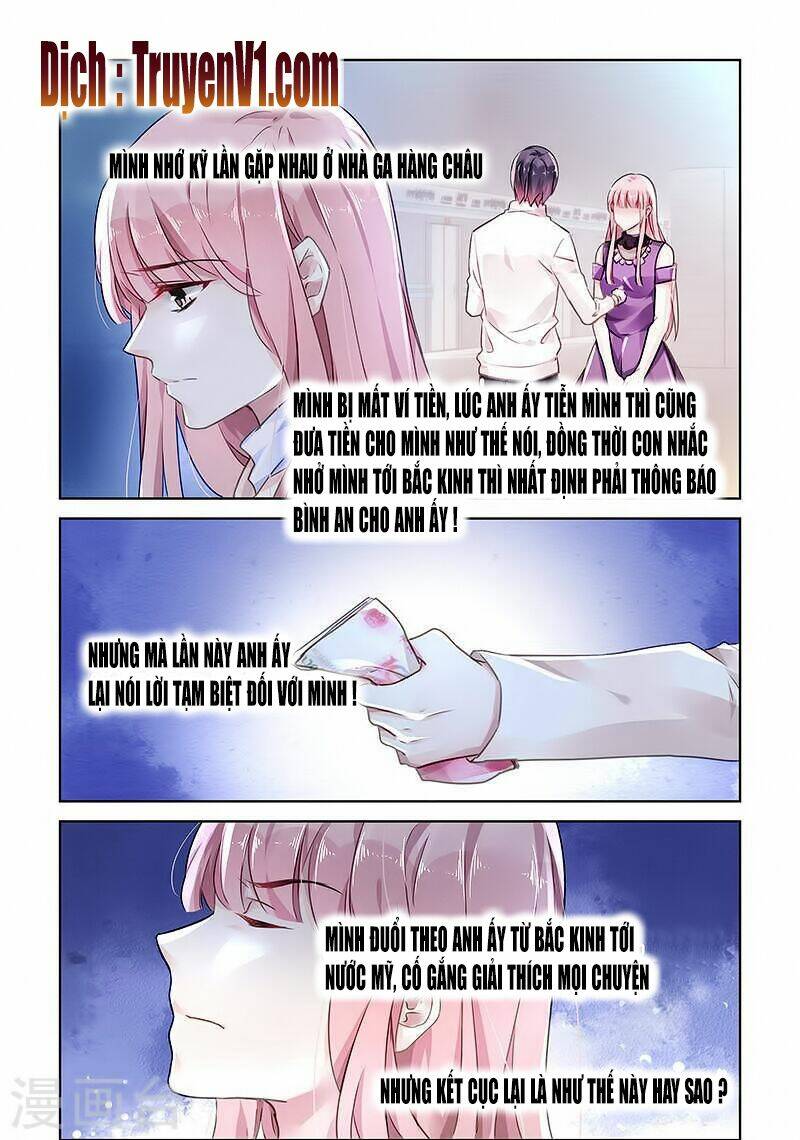 Dịch : TruyenV1.com
MÌNH NHỚ KỸ LẦN GẶP NHAU Ở NHÀ GA HÀNG CHÂU
MÌNH BỊ MẤT VÍ TIỀN, LÚC ANH ẤY TIỄN MÌNH THÌ CŨNG
ĐƯA TIỀN CHO MÌNH NHƯ THẾ NÓI, ĐỒNG THỜI CON NHẮC
NHỞ MÌNH TỚI BẮC KINH THÌ NHẤT ĐỊNH PHẢI THÔNG BÁO
BÌNH AN CHO ANH ẤY !
NHƯNG MÀ LẦN NÀY ANH ẤY
LẠI NÓI LỜI TẠM BIỆT ĐỐI VỚI MÌNH !
MÌNH ĐUỔI THEO ANH ẤY TỪ BẮC KINH TỚI
NƯỚC MỸ, CỐ GẮNG GIẢI THÍCH MỌI CHUYỆN
NHƯNG KẾT CỤC LẠI LÀ NHƯ THẾ NÀY HAY SAO ?
漫画台